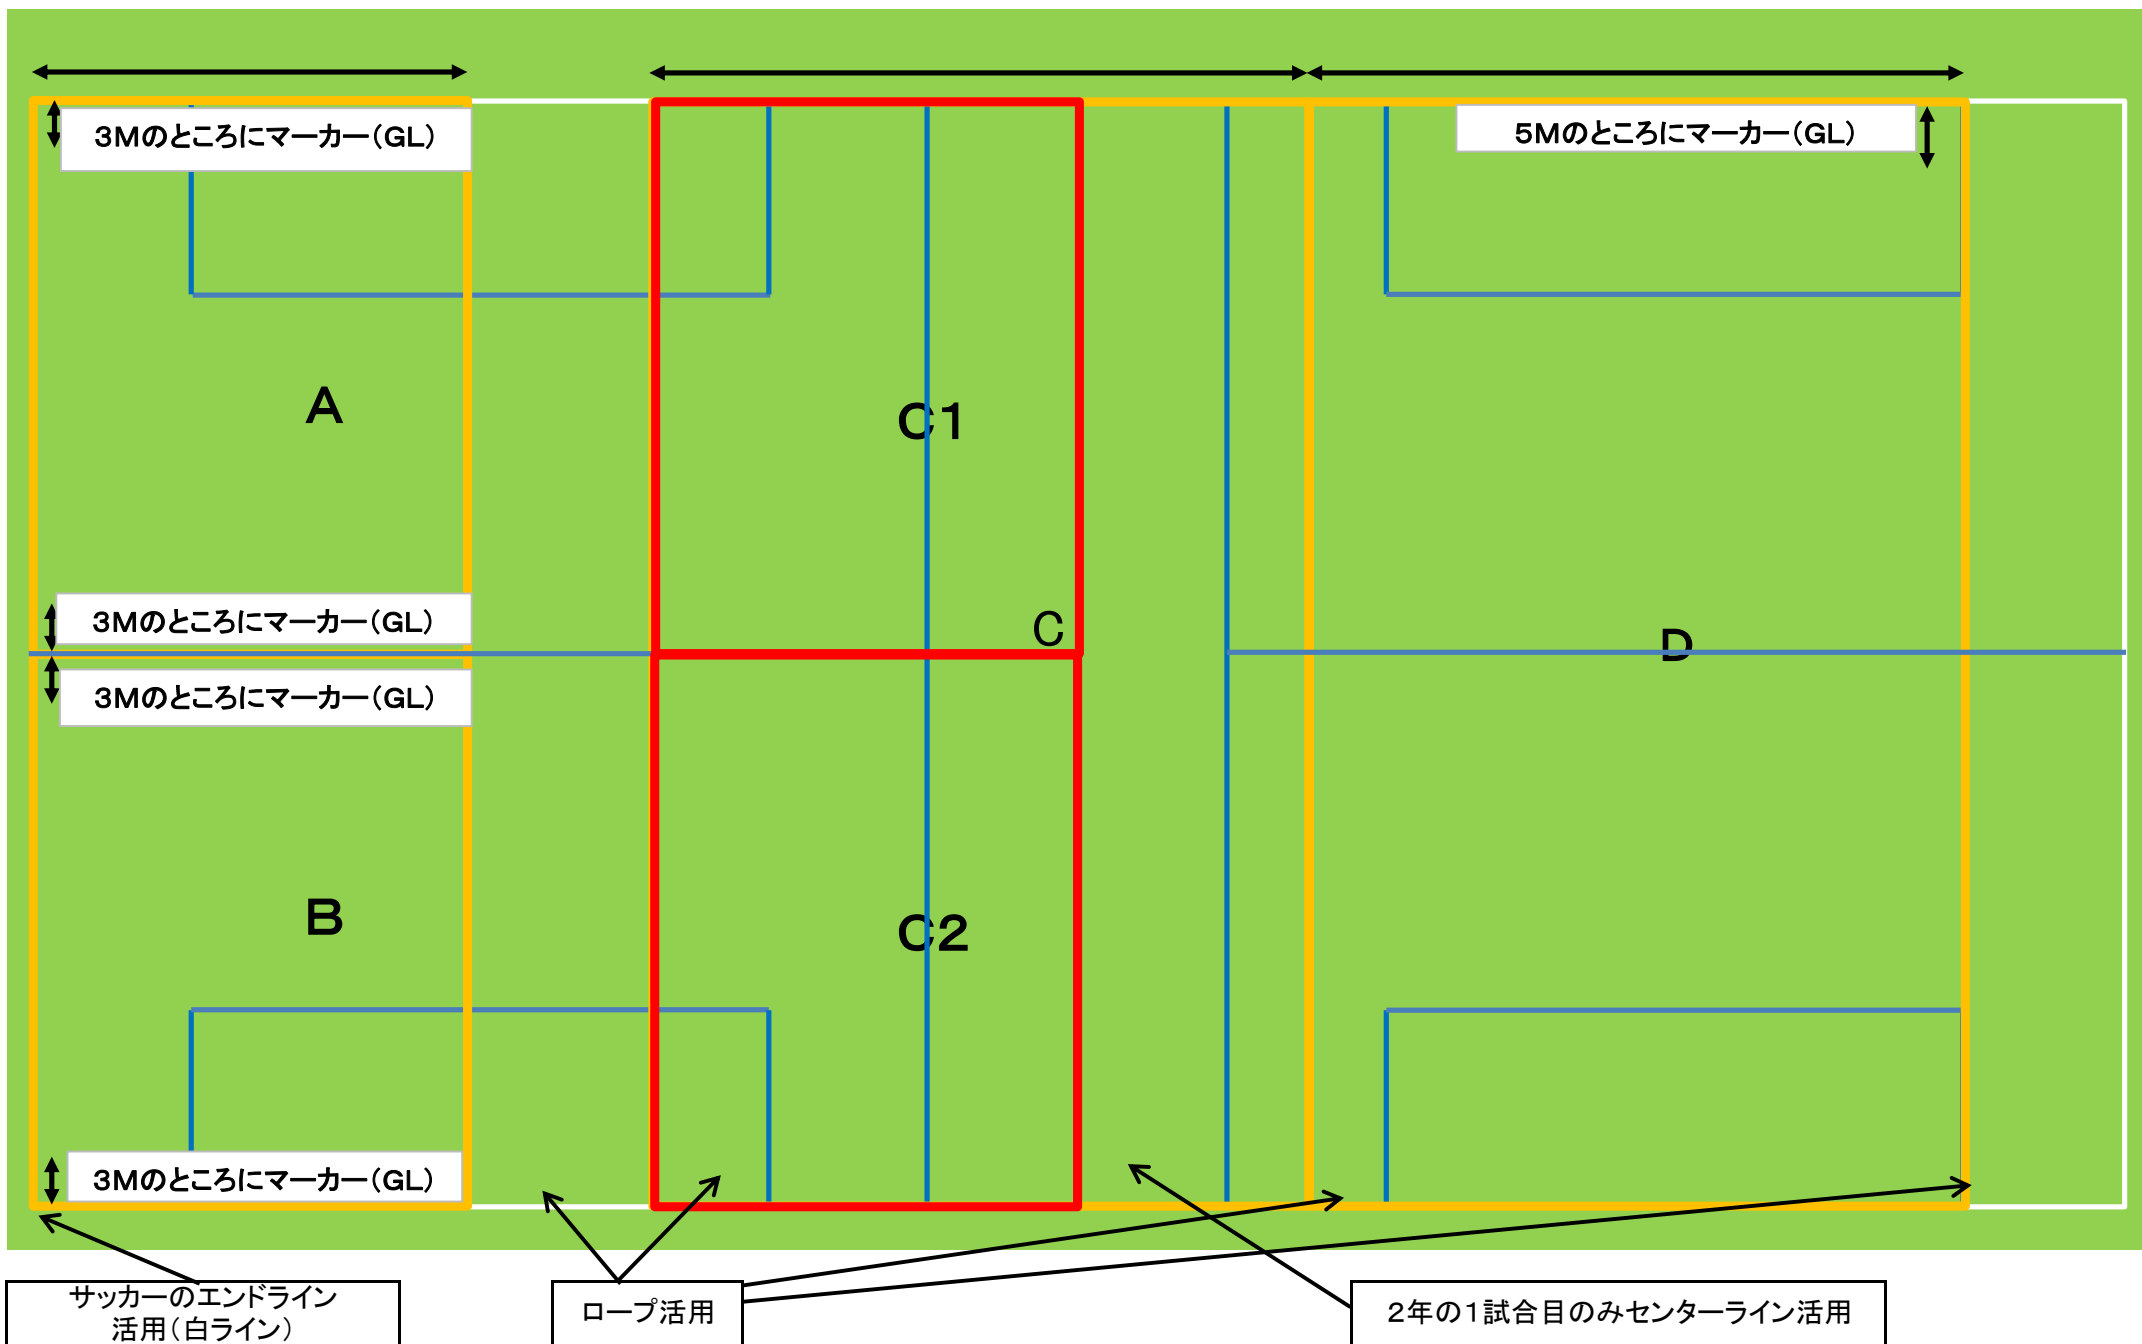 3Mのところにマーカー(GL)
5Mのところにマーカー(GL)
A
C1
3Mのところにマーカー(GL)
C
D
3Mのところにマーカー(GL)
B
C2
3Mのところにマーカー(GL)
サッカーのエンドライン
活用(白ライン)
ロープ活用
2年の1試合目のみセンターライン活用